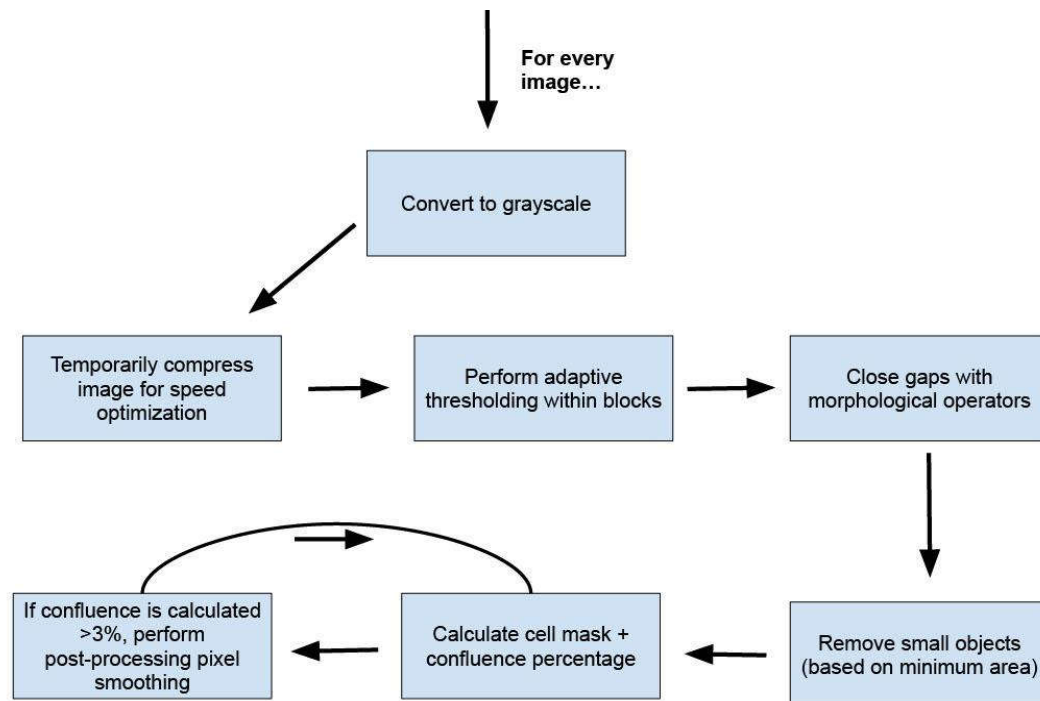 For every
image…
Convert to grayscale
Temporarily compress
image for speed
optimization
Perform adaptive
thresholding within blocks
Close gaps with
morphological operators
If confluence is calculated
>3%, perform
post-processing pixel
smoothing
Calculate cell mask +
confluence percentage
Remove small objects
(based on minimum area)